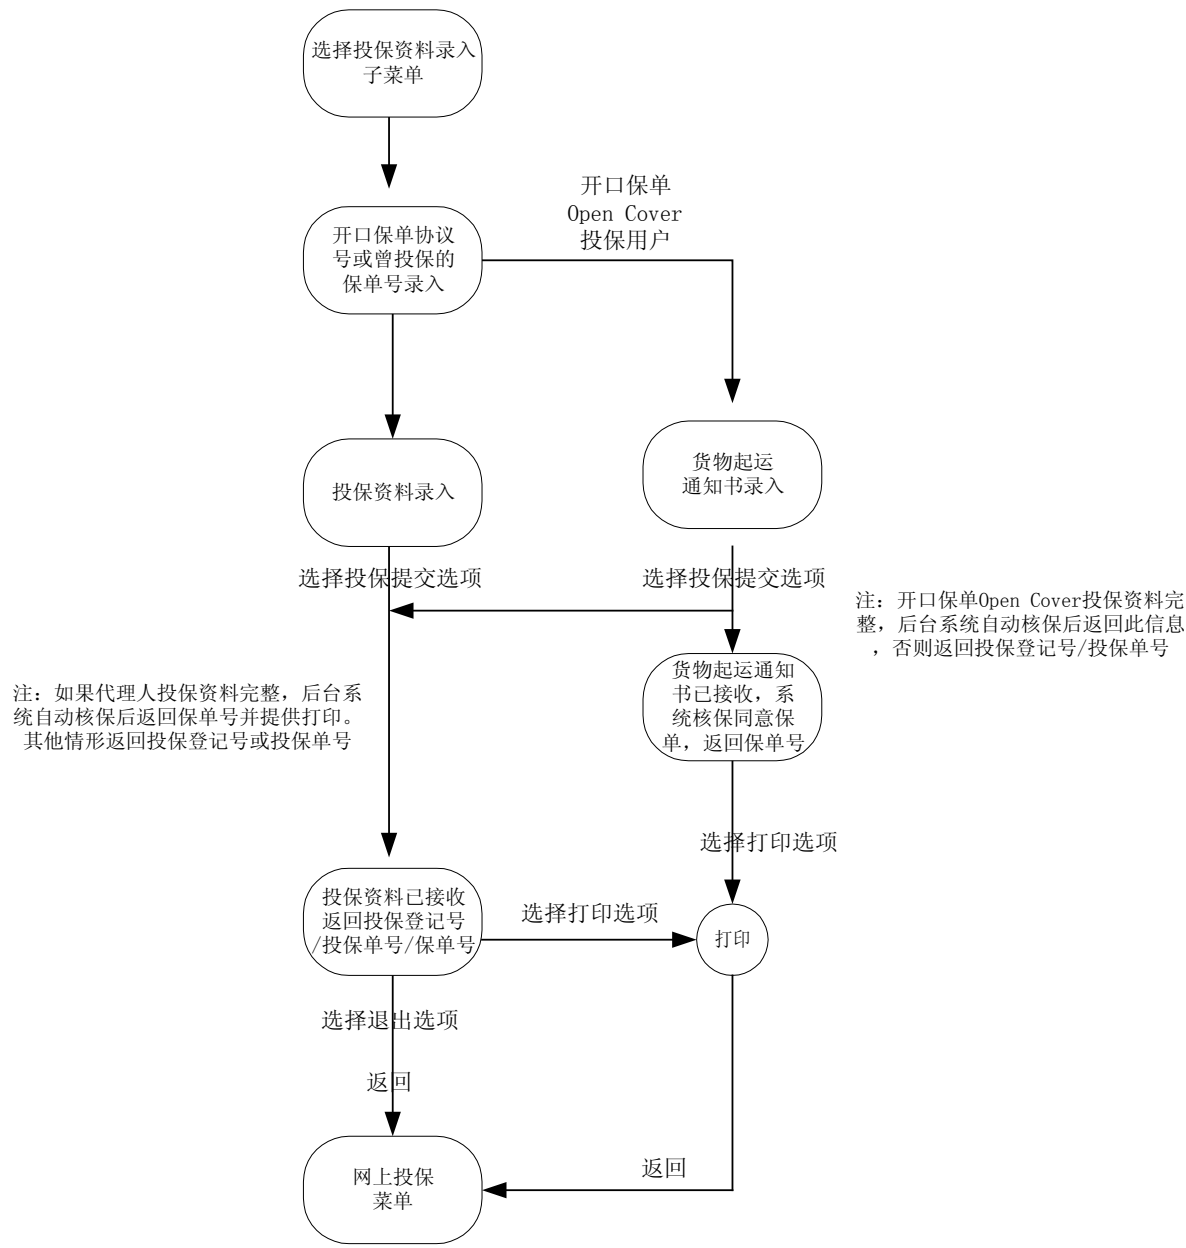 选择投保资料录入
子菜单
开口保单
Open Cover
投保用户
开口保单协议
号或曾投保的
保单号录入
货物起运
通知书录入
投保资料录入
选择投保提交选项
选择投保提交选项
注：开口保单Open Cover投保资料完
整，后台系统自动核保后返回此信息
，否则返回投保登记号/投保单号
货物起运通知
书已接收，系
统核保同意保
单，返回保单号
注：如果代理人投保资料完整，后台系
统自动核保后返回保单号并提供打印。
其他情形返回投保登记号或投保单号
选择打印选项
投保资料已接收
返回投保登记号
/投保单号/保单号
选择打印选项
打印
选择退出选项
返回
返回
网上投保
菜单